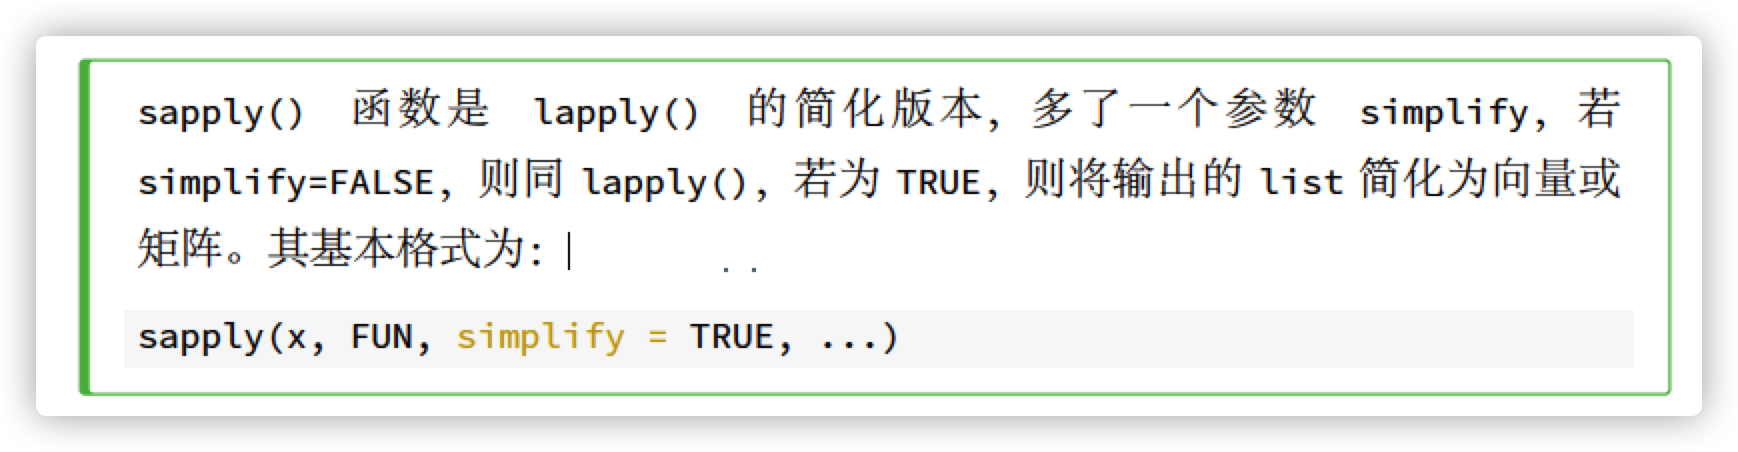 sapply() 函数是 lapply() 的简化版本，多了一个参数 simplify，若
simplify=FALSE，则同 lapply()，若为 TRUE，则将输出的 list 简化为向量或
矩阵。其基本格式为：
sapply(x, FUN, simplify = TRUE, ...)